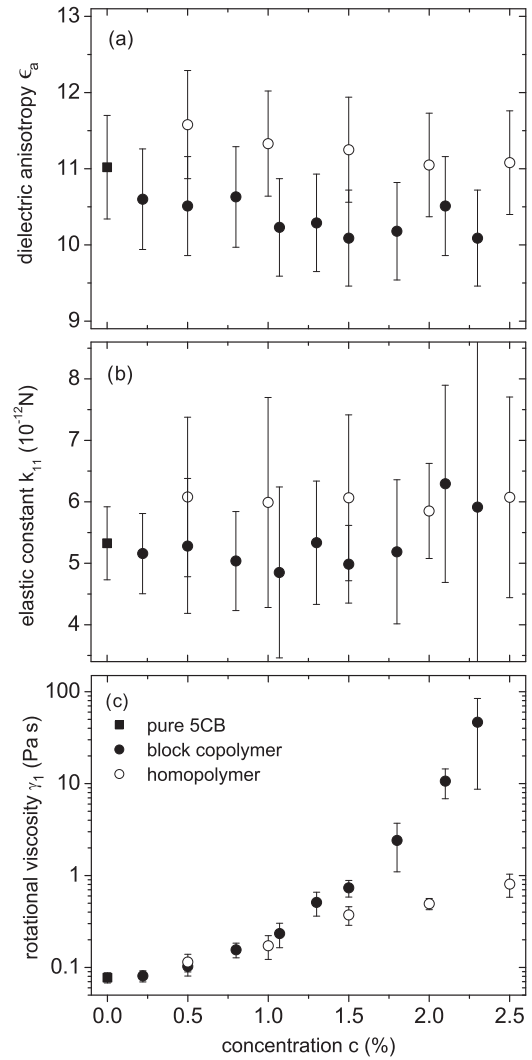 (a)
dielectric anisotropy ϵₐ
13
12
11
10
9
(b)
elastic constant k₁₁ (10⁻¹²N)
8
7
6
5
4
(c)
rotational viscosity γ₁ (Pa s)
100
10
1
0.1
pure 5CB
block copolymer
homopolymer
0.0 0.5 1.0 1.5 2.0 2.5
concentration c (%)